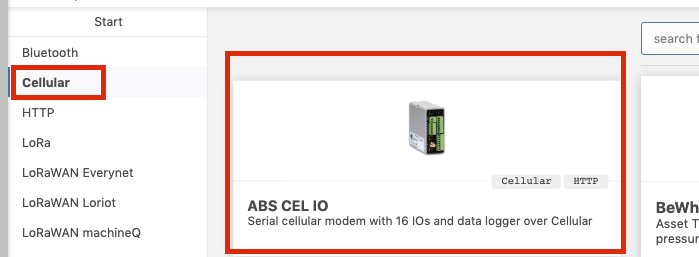 Start
Bluetooth
Cellular
HTTP
LoRa
LoRaWAN Everynet
LoRaWAN Loriot
LoRaWAN machineQ
Cellular HTTP
ABS CEL IO
Serial cellular modem with 16 IOs and data logger over Cellular
search f
BeWh
Asset T
pressur